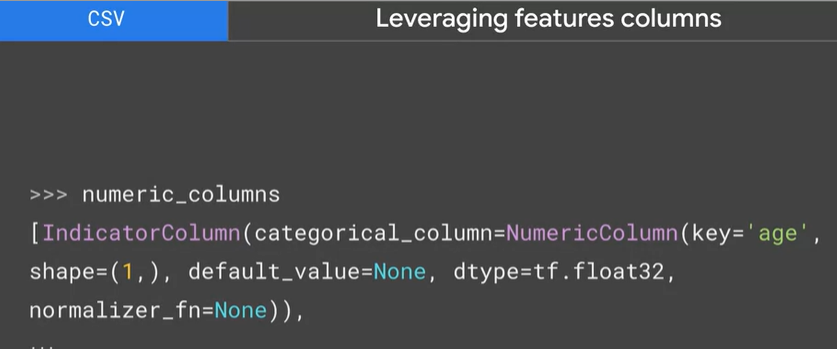 CSV
Leveraging features columns
>>> numeric_columns
[IndicatorColumn(categorical_column=NumericColumn(key='age',
shape=(1,), default_value=None, dtype=tf.float32,
normalizer_fn=None)),
...